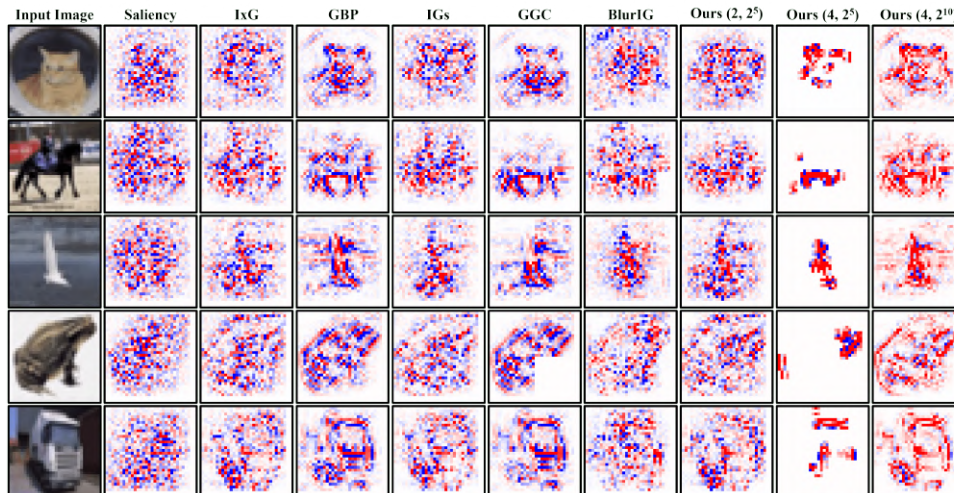 Input Image Saliency IxG GBP IGs GGC BlurIG Ours (2, 2⁵) Ours (4, 2⁵) Ours (4, 2¹⁰)